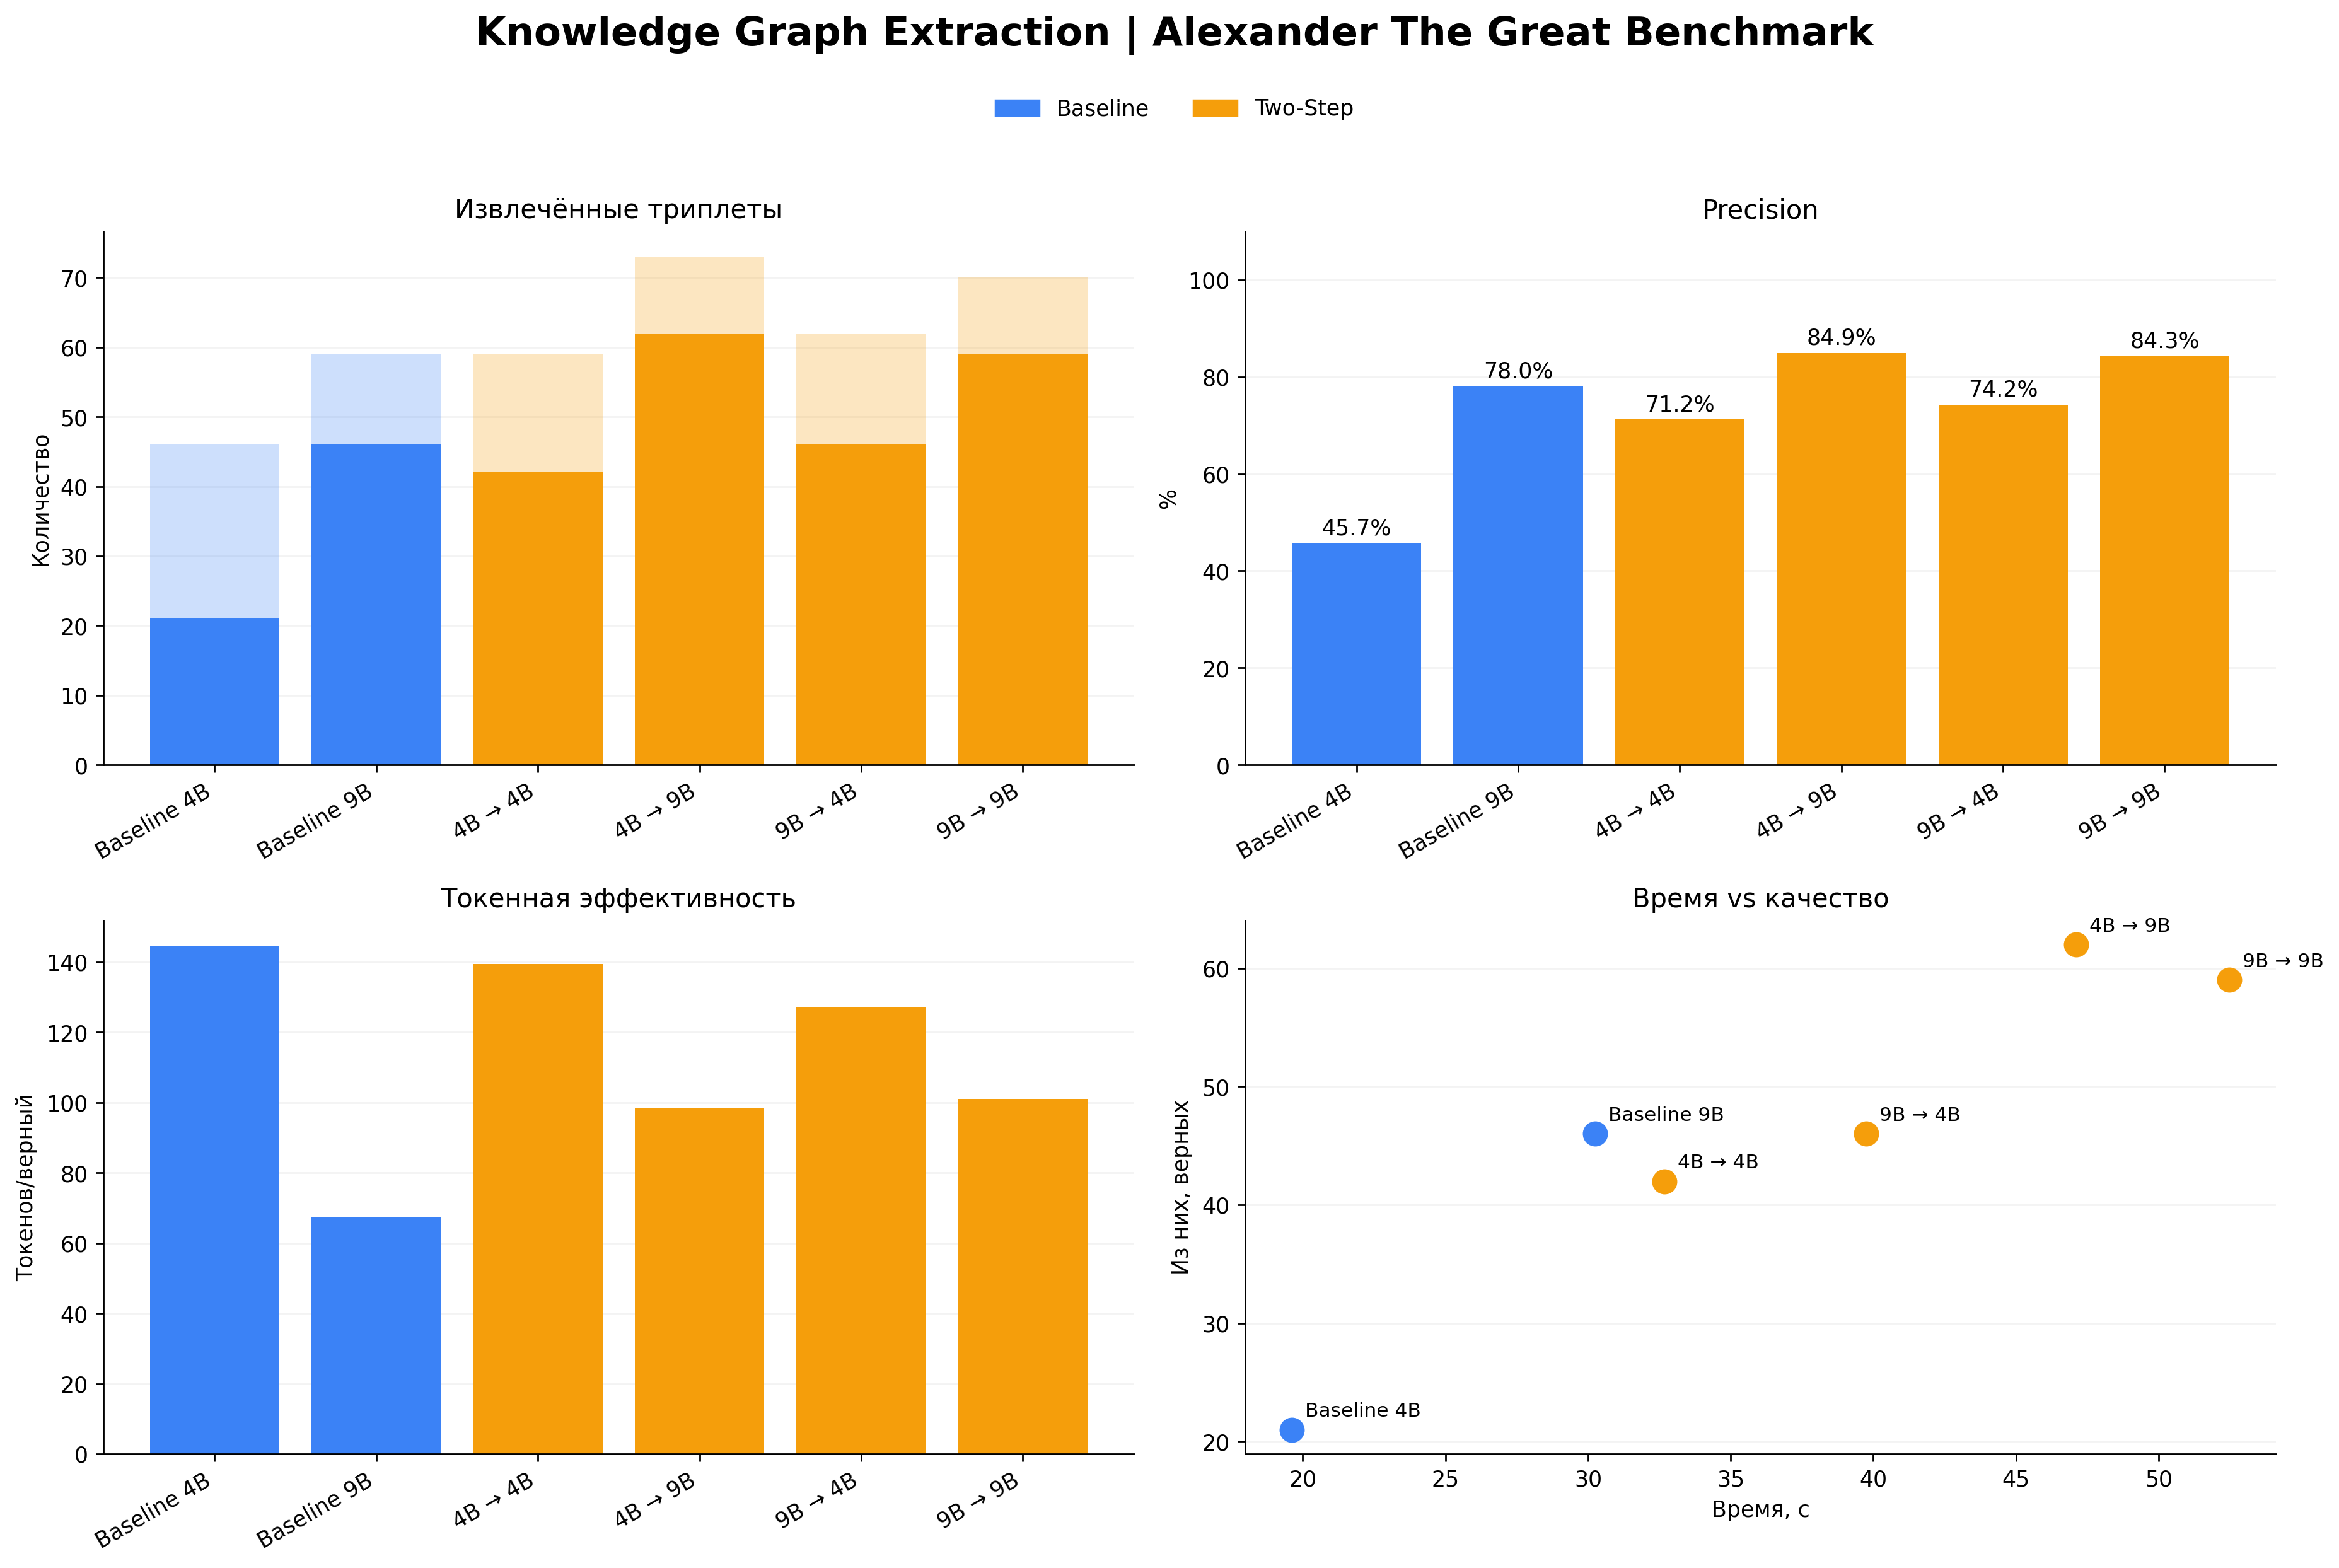 Knowledge Graph Extraction | Alexander The Great Benchmark
Baseline
Two-Step
Извлечённые триплеты
Количество
70
60
50
40
30
20
10
0
Baseline 4B
Baseline 9B
4B → 4B
4B → 9B
9B → 4B
9B → 9B
Precision
%
100
80
60
40
20
0
45.7%
78.0%
71.2%
84.9%
74.2%
84.3%
Baseline 4B
Baseline 9B
4B → 4B
4B → 9B
9B → 4B
9B → 9B
Токенная эффективность
Токенов/верный
140
120
100
80
60
40
20
0
Baseline 4B
Baseline 9B
4B → 4B
4B → 9B
9B → 4B
9B → 9B
Время vs качество
Из них, верных
60
50
40
30
20
4B → 9B
9B → 9B
Baseline 9B
9B → 4B
4B → 4B
Baseline 4B
20
25
30
35
40
45
50
Время, с